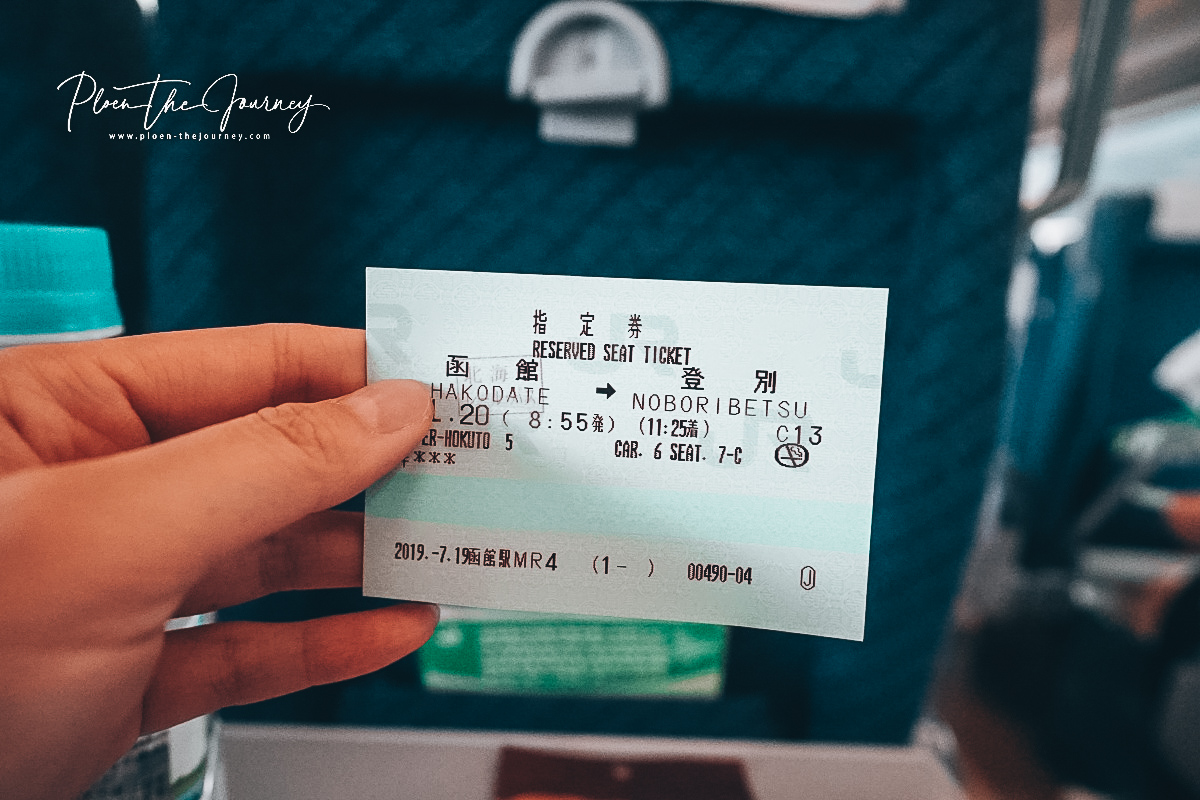 Ploen The Journey
www.ploen-thejourney.com
指 定 券
RESERVED SEAT TICKET
函 館 → 登 別
HAKODATE NOBORIBETSU
L.20 ( 8:55発) (11:25着) C13
ER-HOKUTO 5 CAR. 6 SEAT. 7-C
***
2019.-7.19函館駅MR4 (1- ) 00490-04 J